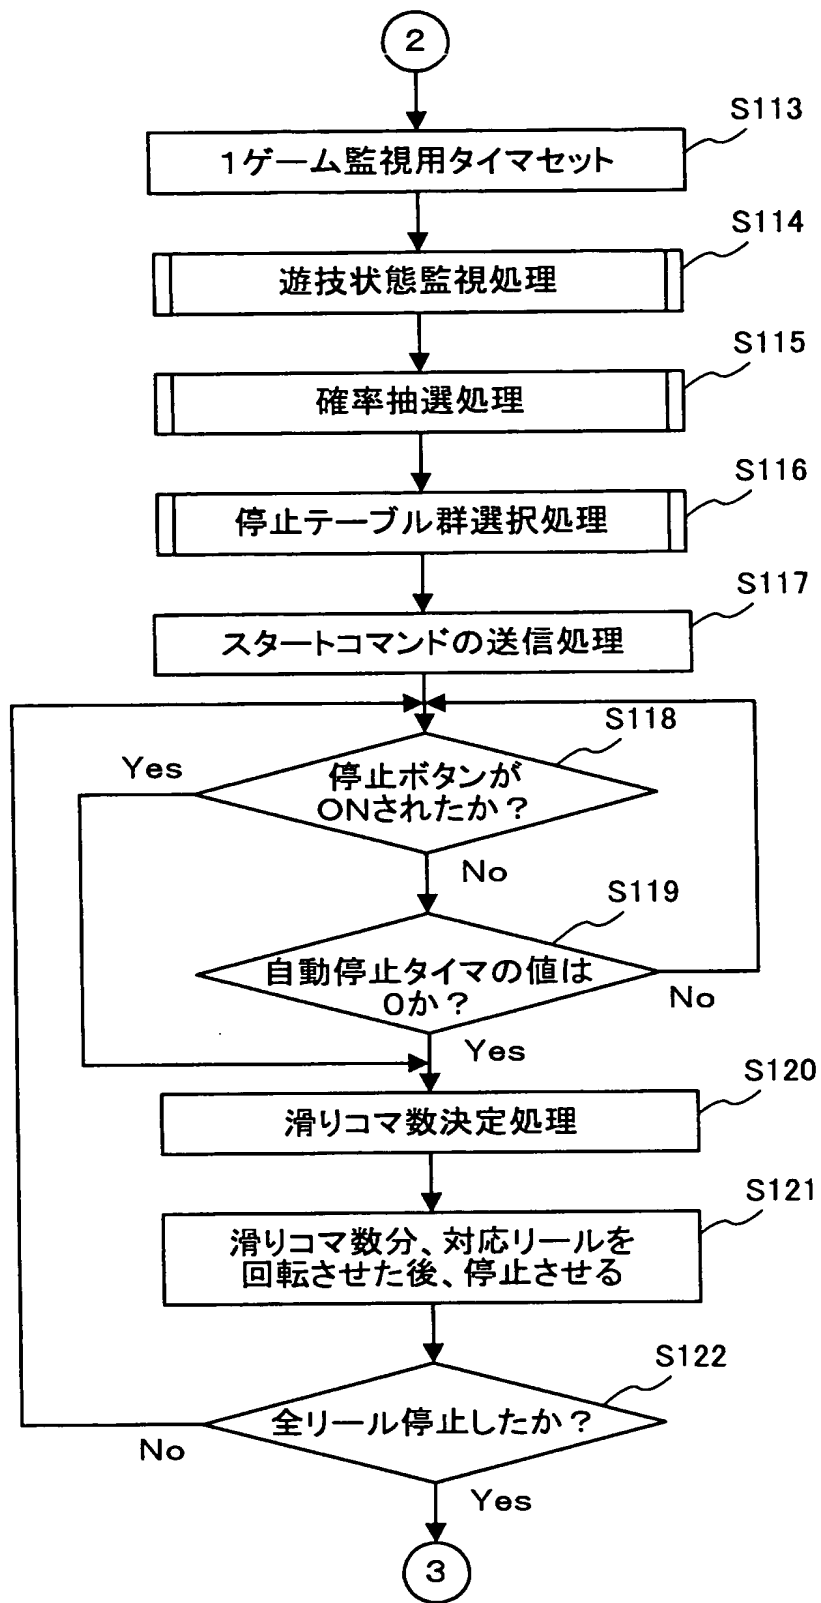 2
S113
1ゲーム監視用タイマセット
S114
遊技状態監視処理
S115
確率抽選処理
S116
停止テーブル群選択処理
S117
スタートコマンドの送信処理
S118
停止ボタンが
ONされたか？
Yes
No
S119
自動停止タイマの値は
0か？
No
Yes
S120
滑りコマ数決定処理
S121
滑りコマ数分、対応リールを
回転させた後、停止させる
S122
全リール停止したか？
No
Yes
3